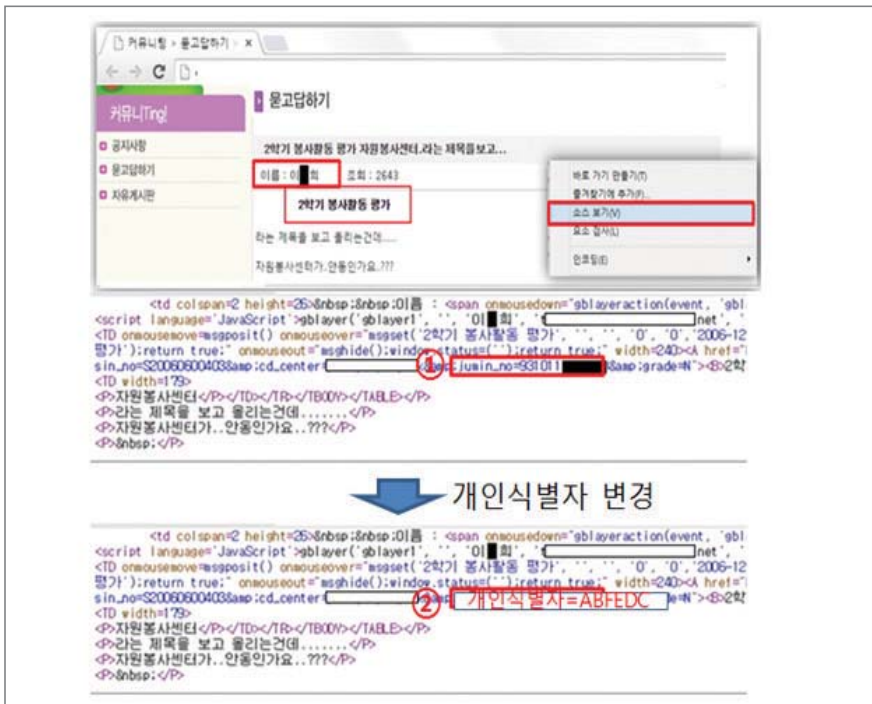 커뮤니팅 > 묻고답하기 > ×
커뮤니Ting!
공지사항
묻고답하기
자유게시판
묻고답하기
2학기 봉사활동 평가 자원봉사센터.라는 제목을보고...
이름 : 이 희 조회 : 2643
2학기 봉사활동 평가
라는 제목을 보고 올리는건데.....
자원봉사센터가..안동인가요..???
바로 가기 만들기(T)
즐겨찾기에 추가(F)...
소스 보기(V)
요소 검사(L)
인코딩(E)
<td colspan=2 height=26>&nbsp;&nbsp;이름 : <span onmousedown="gblayeraction(event, 'gbl
<script language='JavaScript'>gblayer('gblayer1', '', '이 희', 't net', '
<TD onmousemove=msgposit() onmouseover="msgset('2학기 봉사활동 평가', '', '', '0', '0', '2006-12
평가');return true;" onmouseout="msghide();window.status=('');return true;" width=240><A href="
sin_no=S20060600403&amp;cd_center= ① &amp;jumin_no=931011 &amp;grade=N"><B>2학
<TD width=179>
<P>자원봉사센터</P></TD></TR></TBODY></TABLE></P>
<P>라는 제목을 보고 올리는건데.......</P>
<P>자원봉사센터가..안동인가요..???</P>
<P>&nbsp;</P>
개인식별자 변경
<td colspan=2 height=26>&nbsp;&nbsp;이름 : <span onmousedown="gblayeraction(event, 'gbl
<script language='JavaScript'>gblayer('gblayer1', '', '이 희', 't net', '
<TD onmousemove=msgposit() onmouseover="msgset('2학기 봉사활동 평가', '', '', '0', '0', '2006-12
평가');return true;" onmouseout="msghide();window.status=('');return true;" width=240><A href="
sin_no=S20060600403&amp;cd_center= ② &amp 개인식별자=ABFEDC le=N"><B>2학
<TD width=179>
<P>자원봉사센터</P></TD></TR></TBODY></TABLE></P>
<P>라는 제목을 보고 올리는건데.......</P>
<P>자원봉사센터가..안동인가요..???</P>
<P>&nbsp;</P>